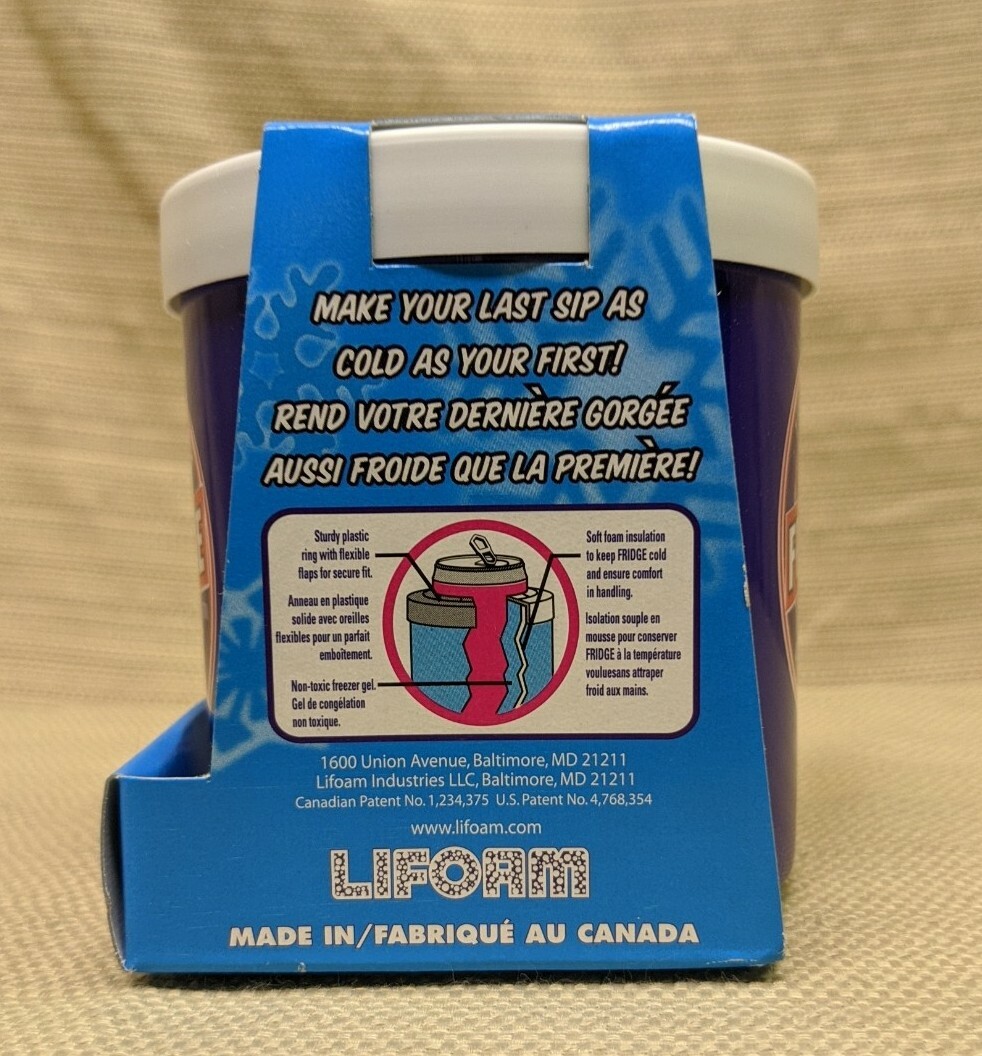 MAKE YOUR LAST SIP AS
COLD AS YOUR FIRST!
REND VOTRE DERNIÈRE GORGÉE
AUSSI FROIDE QUE LA PREMIÈRE!
Sturdy plastic
ring with flexible
flaps for secure fit.
Anneau en plastique
solide avec oreilles
flexibles pour un parfait
emboîtement.
Non-toxic freezer gel.
Gel de congélation
non toxique.
Soft foam insulation
to keep FRIDGE cold
and ensure comfort
in handling.
Isolation souple en
mousse pour conserver
FRIDGE à la température
vouluesans attraper
froid aux mains.
1600 Union Avenue, Baltimore, MD 21211
Lifoam Industries LLC, Baltimore, MD 21211
Canadian Patent No. 1,234,375 U.S. Patent No. 4,768,354
www.lifoam.com
LIFOAM
MADE IN/FABRIQUÉ AU CANADA